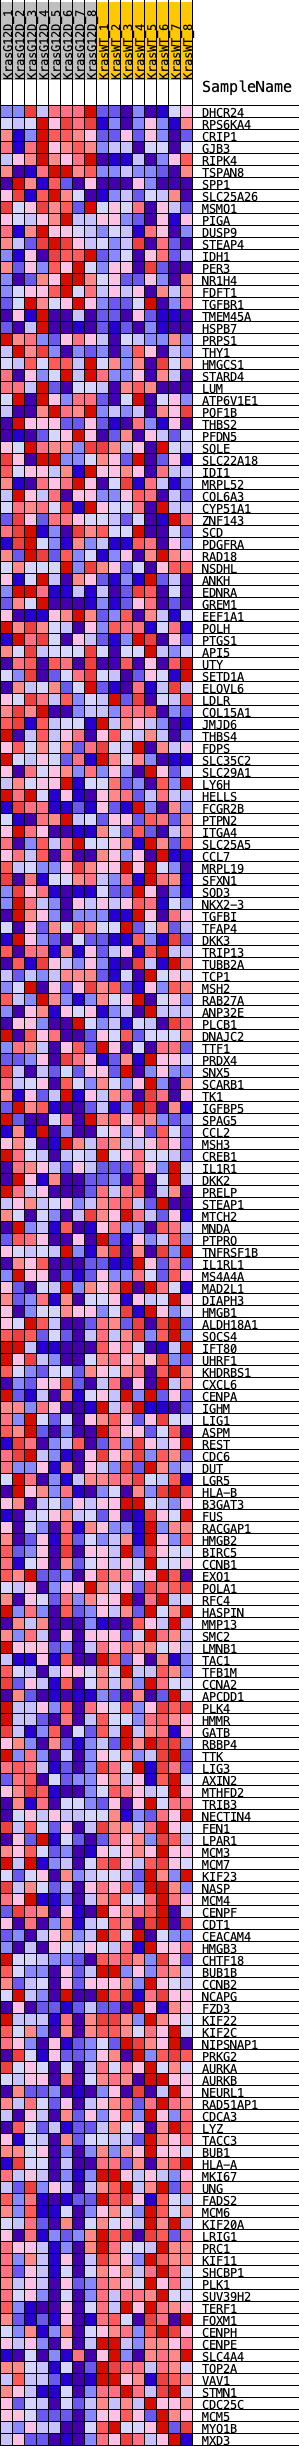 KrasG12D_1
KrasG12D_2
KrasG12D_3
KrasG12D_4
KrasG12D_5
KrasG12D_6
KrasG12D_7
KrasG12D_8
KrasWT_1
KrasWT_2
KrasWT_3
KrasWT_4
KrasWT_5
KrasWT_6
KrasWT_7
KrasWT_8
SampleName
DHCR24
RPS6KA4
CRIP1
GJB3
RIPK4
TSPAN8
SPP1
SLC25A26
MSMO1
PIGA
DUSP9
STEAP4
IDH1
PER3
NR1H4
FDFT1
TGFBR1
TMEM45A
HSPB7
PRPS1
THY1
HMGCS1
STARD4
LUM
ATP6V1E1
POF1B
THBS2
PFDN5
SQLE
SLC22A18
IDI1
MRPL52
COL6A3
CYP51A1
ZNF143
SCD
PDGFRA
RAD18
NSDHL
ANKH
EDNRA
GREM1
EEF1A1
POLH
PTGS1
API5
UTY
SETD1A
ELOVL6
LDLR
COL15A1
JMJD6
THBS4
FDPS
SLC35C2
SLC29A1
LY6H
HELLS
FCGR2B
PTPN2
ITGA4
SLC25A5
CCL7
MRPL19
SFXN1
SOD3
NKX2-3
TGFBI
TFAP4
DKK3
TRIP13
TUBB2A
TCP1
MSH2
RAB27A
ANP32E
PLCB1
DNAJC2
TTF1
PRDX4
SNX5
SCARB1
TK1
IGFBP5
SPAG5
CCL2
MSH3
CREB1
IL1R1
DKK2
PRELP
STEAP1
MTCH2
MNDA
PTPRO
TNFRSF1B
IL1RL1
MS4A4A
MAD2L1
DIAPH3
HMGB1
ALDH18A1
SOCS4
IFT80
UHRF1
KHDRBS1
CXCL6
CENPA
IGHM
LIG1
ASPM
REST
CDC6
DUT
LGR5
HLA-B
B3GAT3
FUS
RACGAP1
HMGB2
BIRC5
CCNB1
EXO1
POLA1
RFC4
HASPIN
MMP13
SMC2
LMNB1
TAC1
TFB1M
CCNA2
APCDD1
PLK4
HMMR
GATB
RBBP4
TTK
LIG3
AXIN2
MTHFD2
TRIB3
NECTIN4
FEN1
LPAR1
MCM3
MCM7
KIF23
NASP
MCM4
CENPF
CDT1
CEACAM4
HMGB3
CHTF18
BUB1B
CCNB2
NCAPG
FZD3
KIF22
KIF2C
NIPSNAP1
PRKG2
AURKA
AURKB
NEURL1
RAD51AP1
CDCA3
LYZ
TACC3
BUB1
HLA-A
MKI67
UNG
FADS2
MCM6
KIF20A
LRIG1
PRC1
KIF11
SHCBP1
PLK1
SUV39H2
TERF1
FOXM1
CENPH
CENPE
SLC4A4
TOP2A
VAV1
STMN1
CDC25C
MCM5
MYO1B
MXD3